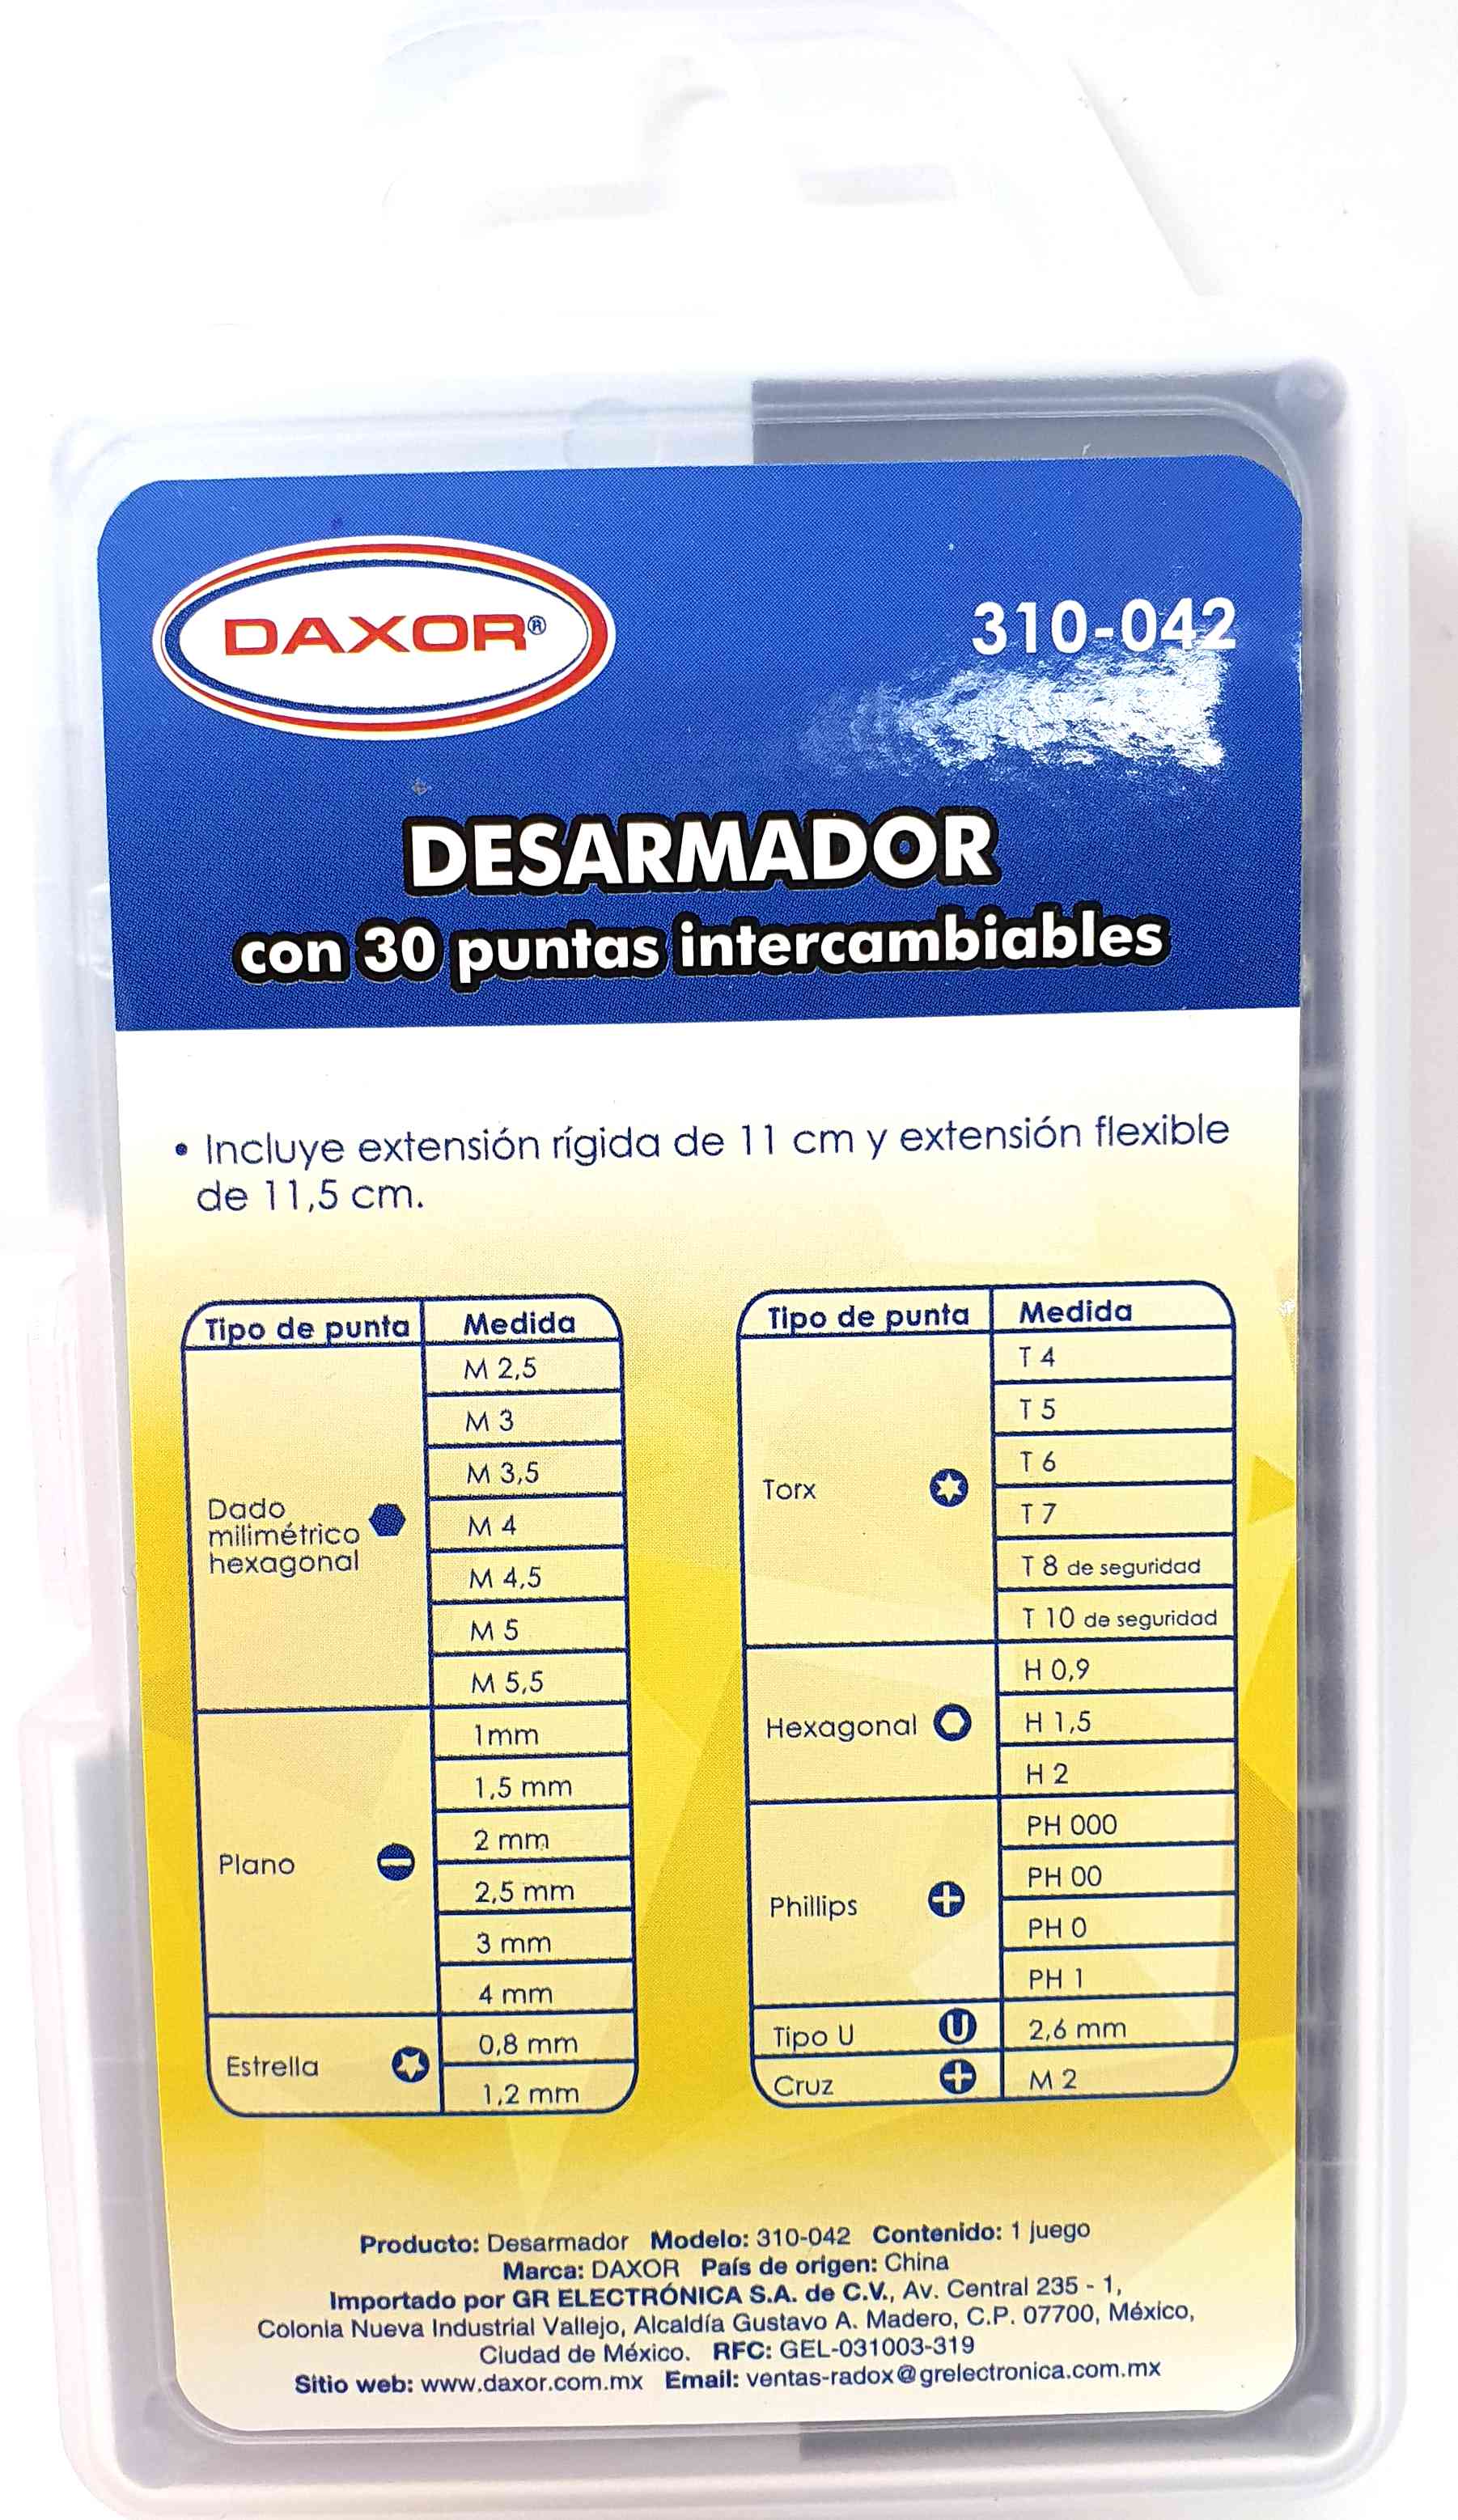 DAXOR®
310-042
DESARMADOR
con 30 puntas intercambiables
• Incluye extensión rígida de 11 cm y extensión flexible
de 11,5 cm.
Tipo de punta Medida
Dado
milimétrico
hexagonal
M 2,5
M 3
M 3,5
M 4
M 4,5
M 5
M 5,5
Plano
1mm
1,5 mm
2 mm
2,5 mm
3 mm
4 mm
Estrella
0,8 mm
1,2 mm
Tipo de punta Medida
Torx
T 4
T 5
T 6
T 7
T 8 de seguridad
T 10 de seguridad
Hexagonal
H 0,9
H 1,5
H 2
Phillips
PH 000
PH 00
PH 0
PH 1
Tipo U U 2,6 mm
Cruz M 2
Producto: Desarmador Modelo: 310-042 Contenido: 1 juego
Marca: DAXOR País de origen: China
Importado por GR ELECTRÓNICA S.A. de C.V., Av. Central 235 - 1,
Colonia Nueva Industrial Vallejo, Alcaldía Gustavo A. Madero, C.P. 07700, México,
Ciudad de México. RFC: GEL-031003-319
Sitio web: www.daxor.com.mx Email: ventas-radox@grelectronica.com.mx